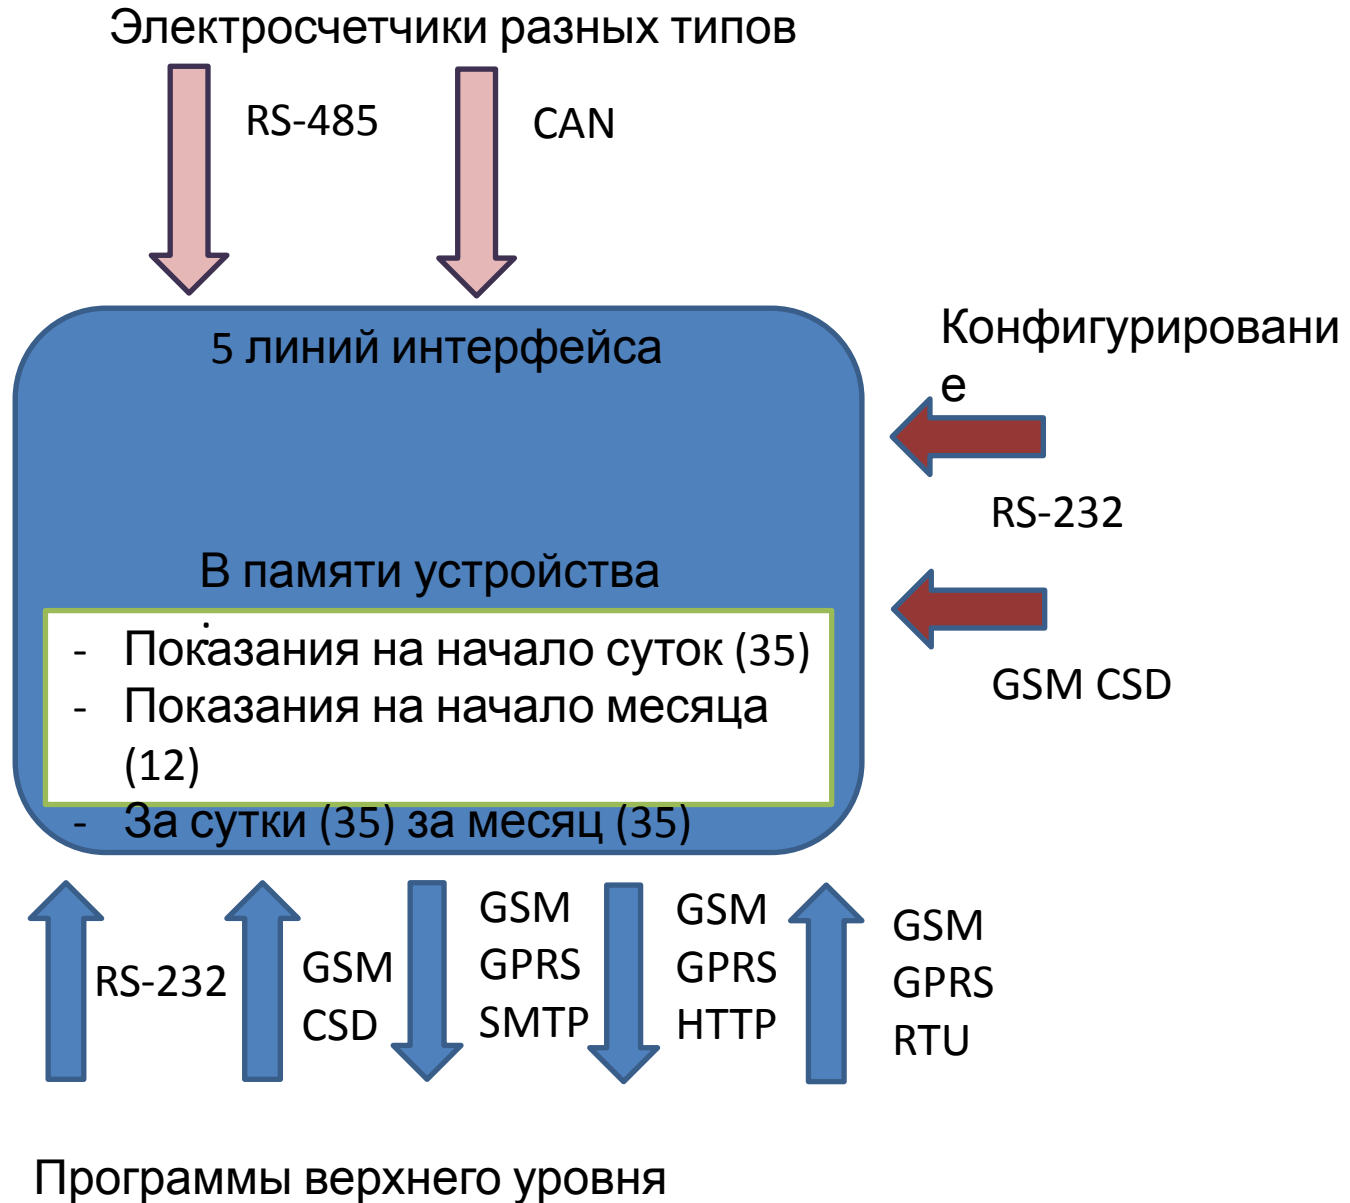 Электросчетчики разных типов
RS-485
CAN
5 линий интерфейса
Конфигурировани
е
RS-232
GSM CSD
В памяти устройства
:
- Показания на начало суток (35)
- Показания на начало месяца
(12)
- За сутки (35) за месяц (35)
RS-232
GSM
CSD
GSM
GPRS
SMTP
GSM
GPRS
HTTP
GSM
GPRS
RTU
Программы верхнего уровня